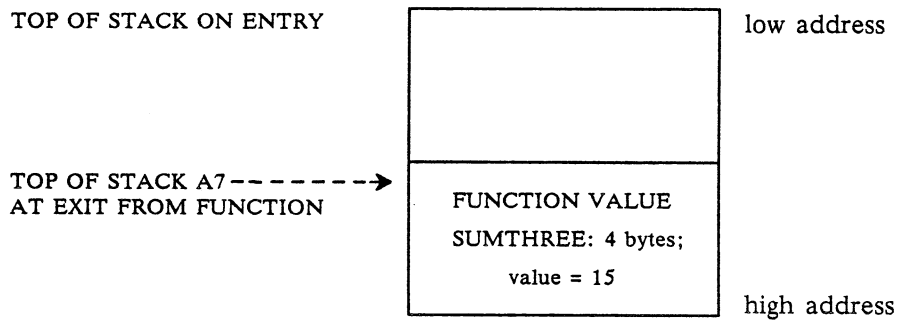 TOP OF STACK ON ENTRY
low address
TOP OF STACK A7
AT EXIT FROM FUNCTION
FUNCTION VALUE
SUMTHREE: 4 bytes;
value = 15
high address